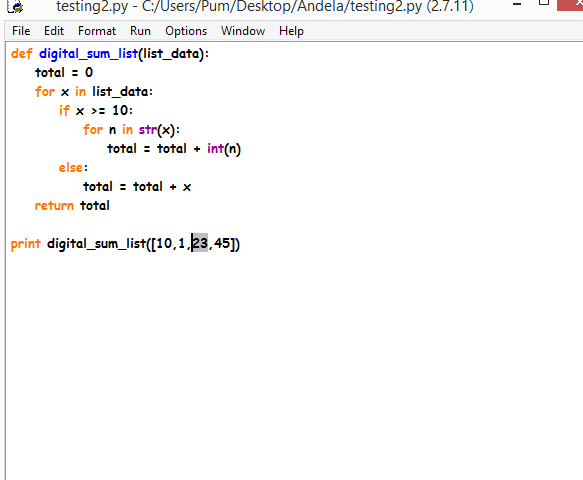 testing2.py - C:/Users/Pum/Desktop/Andela/testing2.py (2.7.11)
File Edit Format Run Options Window Help
def digital_sum_list(list_data):
    total = 0
    for x in list_data:
        if x >= 10:
            for n in str(x):
                total = total + int(n)
        else:
            total = total + x
    return total

print digital_sum_list([10,1,23,45])